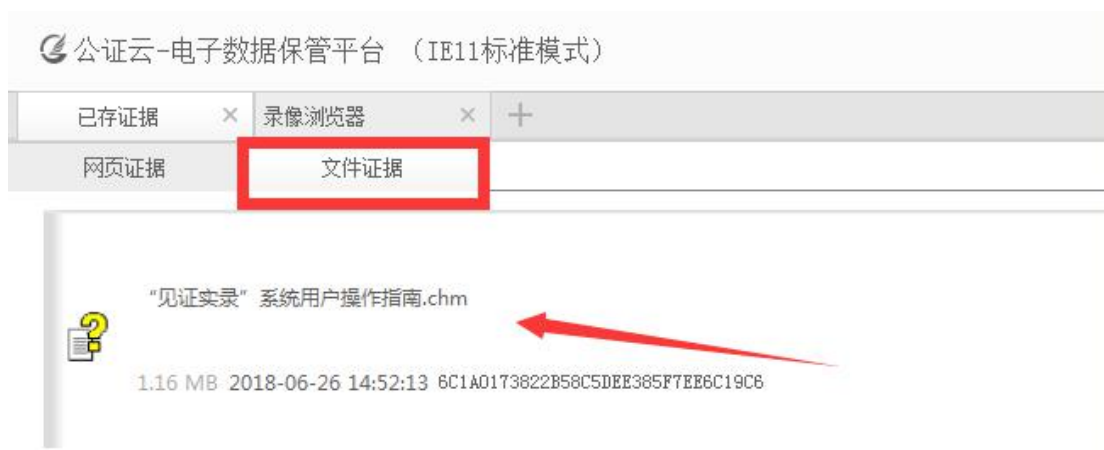 公证云-电子数据保管平台 （IE11标准模式）
已存证据 × 录像浏览器 × +
网页证据 文件证据
“见证实录”系统用户操作指南.chm
1.16 MB 2018-06-26 14:52:13 6C1A0173822B58C5DEE385F7EE6C19C6